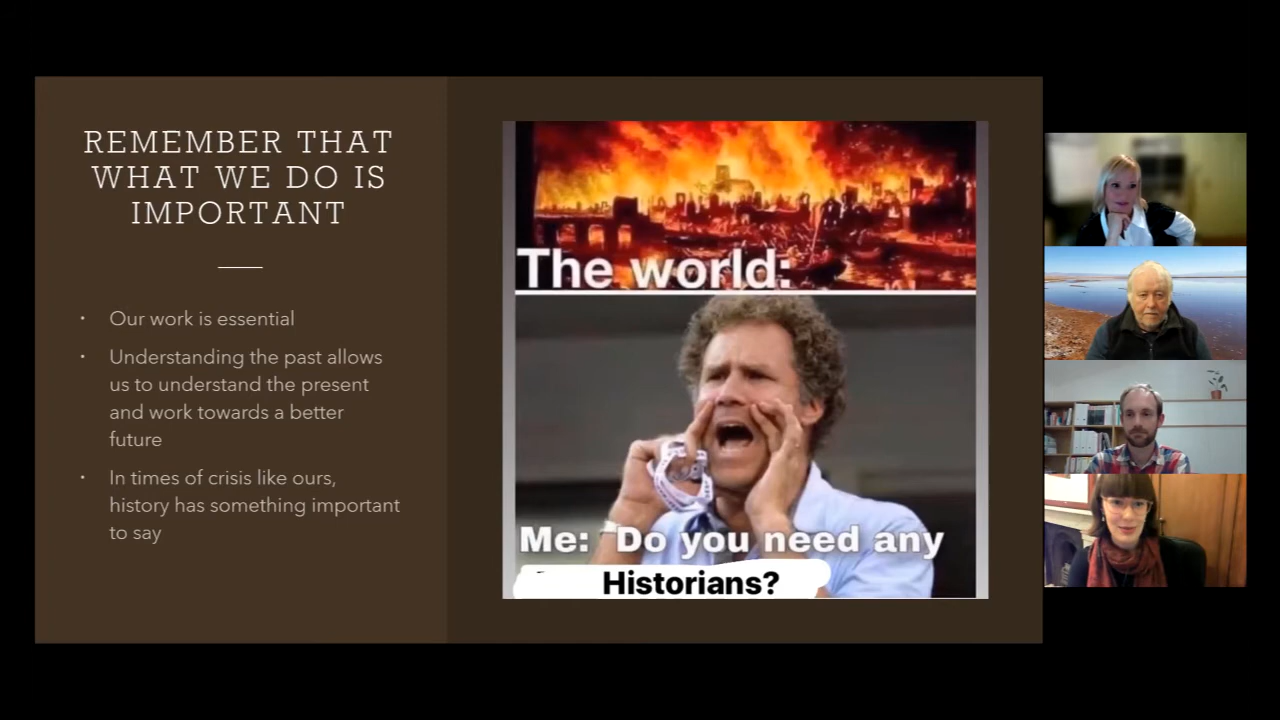 REMEMBER THAT
WHAT WE DO IS
IMPORTANT
• Our work is essential
• Understanding the past allows
us to understand the present
and work towards a better
future
• In times of crisis like ours,
history has something important
to say
The world:
Me: Do you need any
Historians?